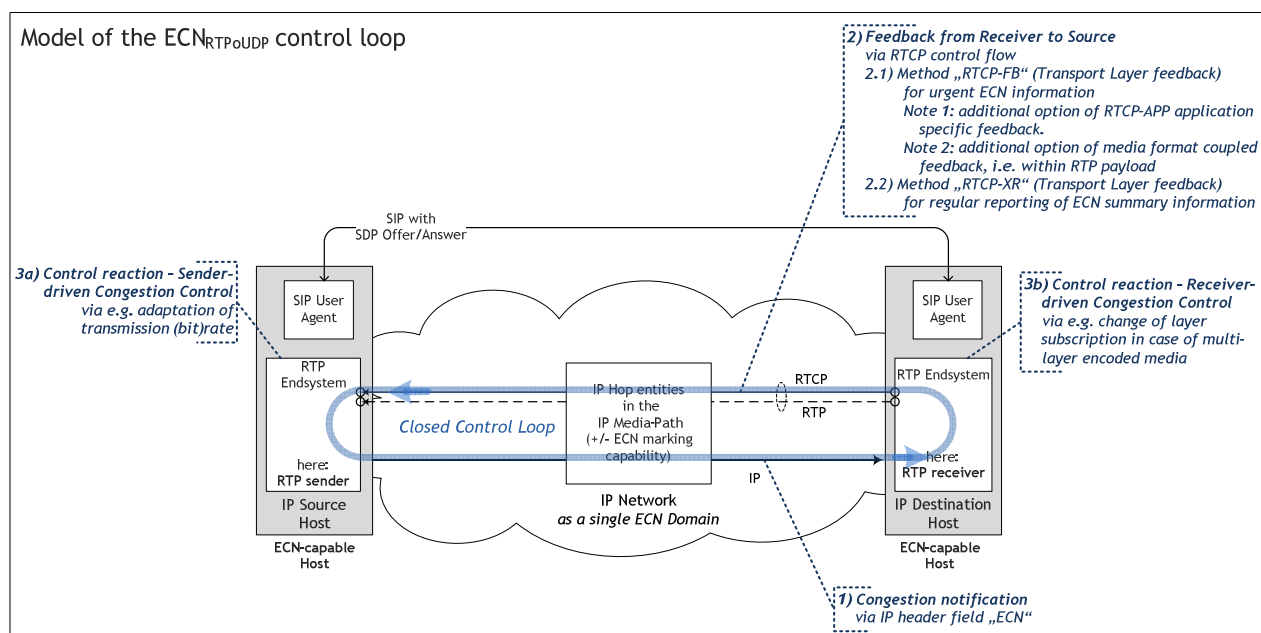 Model of the ECNRTPoUDP control loop
2) Feedback from Receiver to Source
via RTCP control flow
2.1) Method „RTCP-FB“ (Transport Layer feedback)
for urgent ECN information
Note 1: additional option of RTCP-APP application
specific feedback.
Note 2: additional option of media format coupled
feedback, i.e. within RTP payload
2.2) Method „RTCP-XR“ (Transport Layer feedback)
for regular reporting of ECN summary information
SIP with
SDP Offer/Answer
3a) Control reaction – Sender-
driven Congestion Control
via e.g. adaptation of
transmission (bit)rate
SIP User
Agent
SIP User
Agent
3b) Control reaction – Receiver-
driven Congestion Control
via e.g. change of layer
subscription in case of multi-
layer encoded media
RTP
Endsystem
IP Hop entities
in the
IP Media-Path
(+/- ECN marking
capability)
RTCP
RTP
RTP Endsystem
Closed Control Loop
here:
RTP sender
IP
here:
RTP receiver
IP Source
Host
IP Network
as a single ECN Domain
IP Destination
Host
ECN-capable
Host
ECN-capable
Host
1) Congestion notification
via IP header field „ECN“